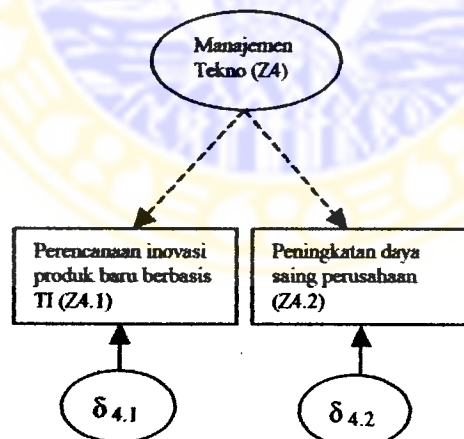 Manajemen
Tekno (Z4)
Perencanaan inovasi
produk baru berbasis
TI (Z4.1)
Peningkatan daya
saing perusahaan
(Z4.2)
δ 4.1
δ 4.2